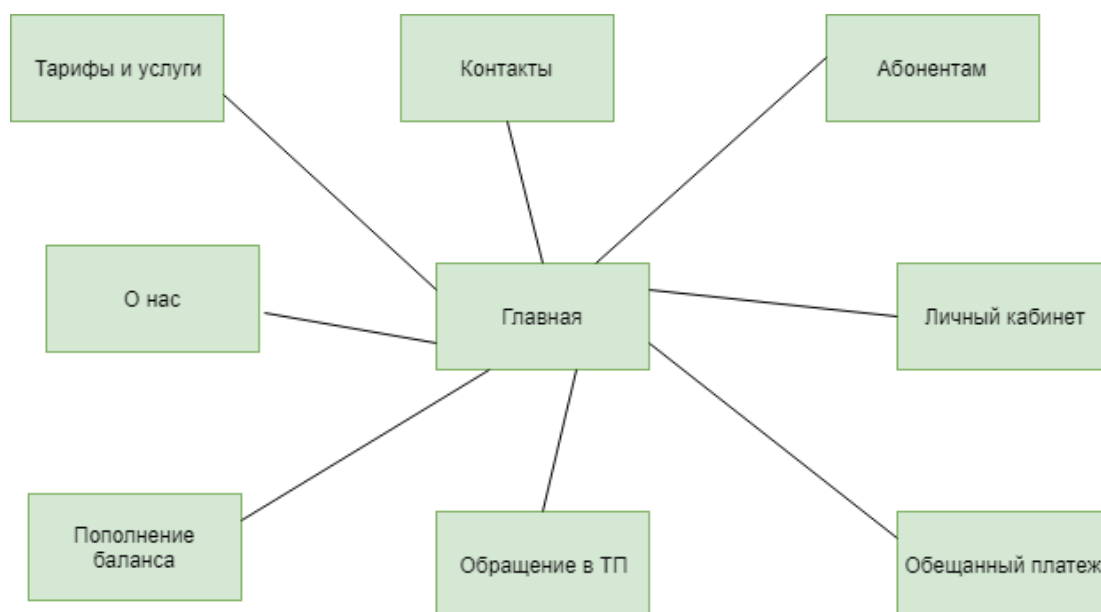 Тарифы и услуги
Контакты
Абонентам
О нас
Главная
Личный кабинет
Пополнение
баланса
Обращение в ТП
Обещанный платеж